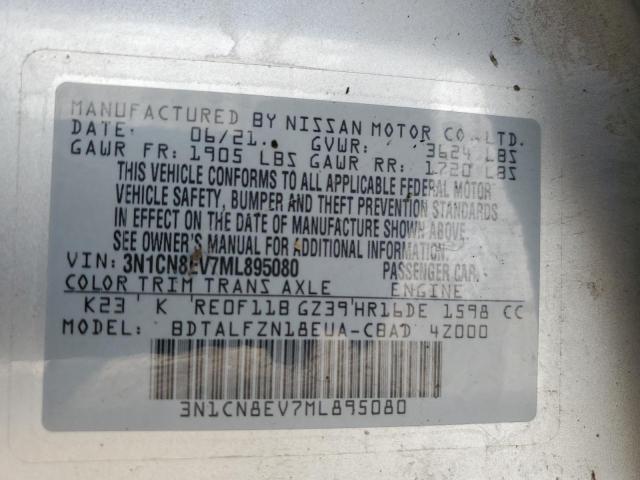 MANUFACTURED BY NISSAN MOTOR CO., LTD.
DATE: 06/21 GVWR: 3624 LBS
GAWR FR: 1905 LBS GAWR RR: 1720 LBS
THIS VEHICLE CONFORMS TO ALL APPLICABLE FEDERAL MOTOR
VEHICLE SAFETY, BUMPER AND THEFT PREVENTION STANDARDS
IN EFFECT ON THE DATE OF MANUFACTURE SHOWN ABOVE.
SEE OWNER'S MANUAL FOR ADDITIONAL INFORMATION.
VIN: 3N1CN8EV7ML895080 PASSENGER CAR
COLOR TRIM TRANS AXLE ENGINE
K23 K RE0F11B GZ39 HR16DE 1598 CC
MODEL: BDTALFZN18EUA-CBAD 4Z000
3N1CN8EV7ML895080